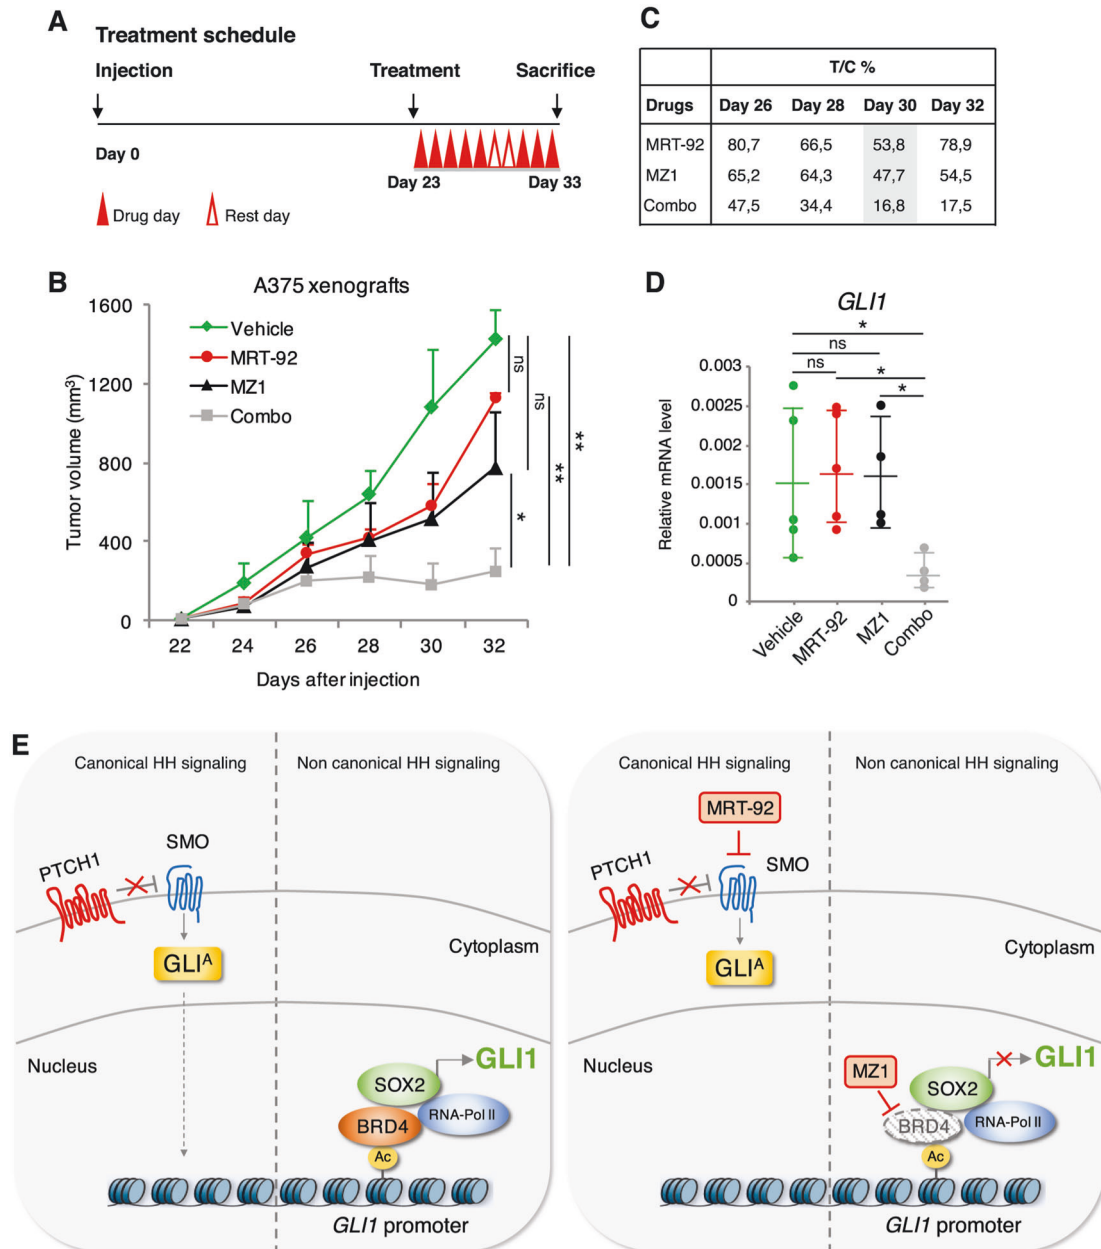 A
Treatment schedule
Injection Treatment Sacrifice
Day 0
Day 23 Day 33
Drug day Rest day
C
T/C %
Drugs Day 26 Day 28 Day 30 Day 32
MRT-92 80,7 66,5 53,8 78,9
MZ1 65,2 64,3 47,7 54,5
Combo 47,5 34,4 16,8 17,5
B
A375 xenografts
Tumor volume (mm³)
1600
1200
800
400
0
Vehicle
MRT-92
MZ1
Combo
ns
ns
**
**
*
22 24 26 28 30 32
Days after injection
D
GLI1
*
ns
ns *
*
Relative mRNA level
0.003
0.0025
0.002
0.0015
0.001
0.0005
0
Vehicle
MRT-92
MZ1
Combo
E
Canonical HH signaling Non canonical HH signaling
PTCH1
SMO
GLIᴬ
Cytoplasm
Nucleus
GLI1
SOX2
RNA-Pol II
BRD4
Ac
GLI1 promoter
Canonical HH signaling Non canonical HH signaling
MRT-92
PTCH1
SMO
GLIᴬ
Cytoplasm
Nucleus
MZ1
GLI1
SOX2
RNA-Pol II
BRD4
Ac
GLI1 promoter